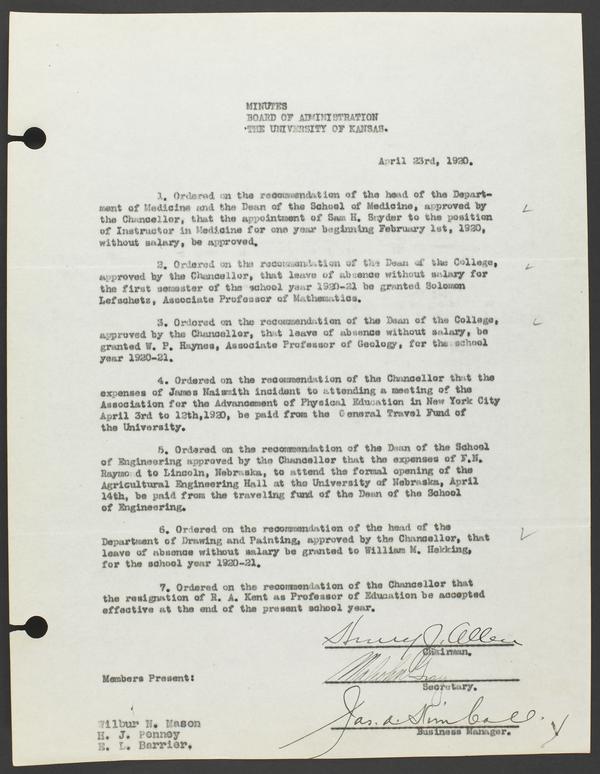 MINUTES
BOARD OF ADMINISTRATION
THE UNIVERSITY OF KANSAS.
April 23rd, 1920.
1. Ordered on the recommendation of the head of the Depart-
ment of Medicine and the Dean of the School of Medicine, approved by
the Chancellor, that the appointment of Sam H. Snyder to the position
of Instructor in Medicine for one year beginning February 1st, 1920,
without salary, be approved.
2. Ordered on the recommendation of the Dean of the College,
approved by the Chancellor, that leave of absence without salary for
the first semester of the school year 1920-21 be granted Solomon
Lefschetz, Associate Professor of Mathematics.
3. Ordered on the recommendation of the Dean of the College,
approved by the Chancellor, that leave of absence without salary, be
granted W. P. Haynes, Associate Professor of Geology, for the school
year 1920-21.
4. Ordered on the recommendation of the Chancellor that the
expenses of James Naismith incident to attending a meeting of the
Association for the Advancement of Physical Education in New York City
April 3rd to 12th,1920, be paid from the General Travel Fund of
the University.
5. Ordered on the recommendation of the Dean of the School
of Engineering approved by the Chancellor that the expenses of F.N.
Raymond to Lincoln, Nebraska, to attend the formal opening of the
Agricultural Engineering Hall at the University of Nebraska, April
14th, be paid from the traveling fund of the Dean of the School
of Engineering.
6. Ordered on the recommendation of the head of the
Department of Drawing and Painting, approved by the Chancellor, that
leave of absence without salary be granted to William M. Hekking,
for the school year 1920-21.
7. Ordered on the recommendation of the Chancellor that
the resignation of R. A. Kent as Professor of Education be accepted
effective at the end of the present school year.
Henry J. Allen
Chairman.
Secretary.
Members Present:
Jas. A. Kimball.
Business Manager.
Wilbur N. Mason
H. J. Penney
E. L. Barrier.